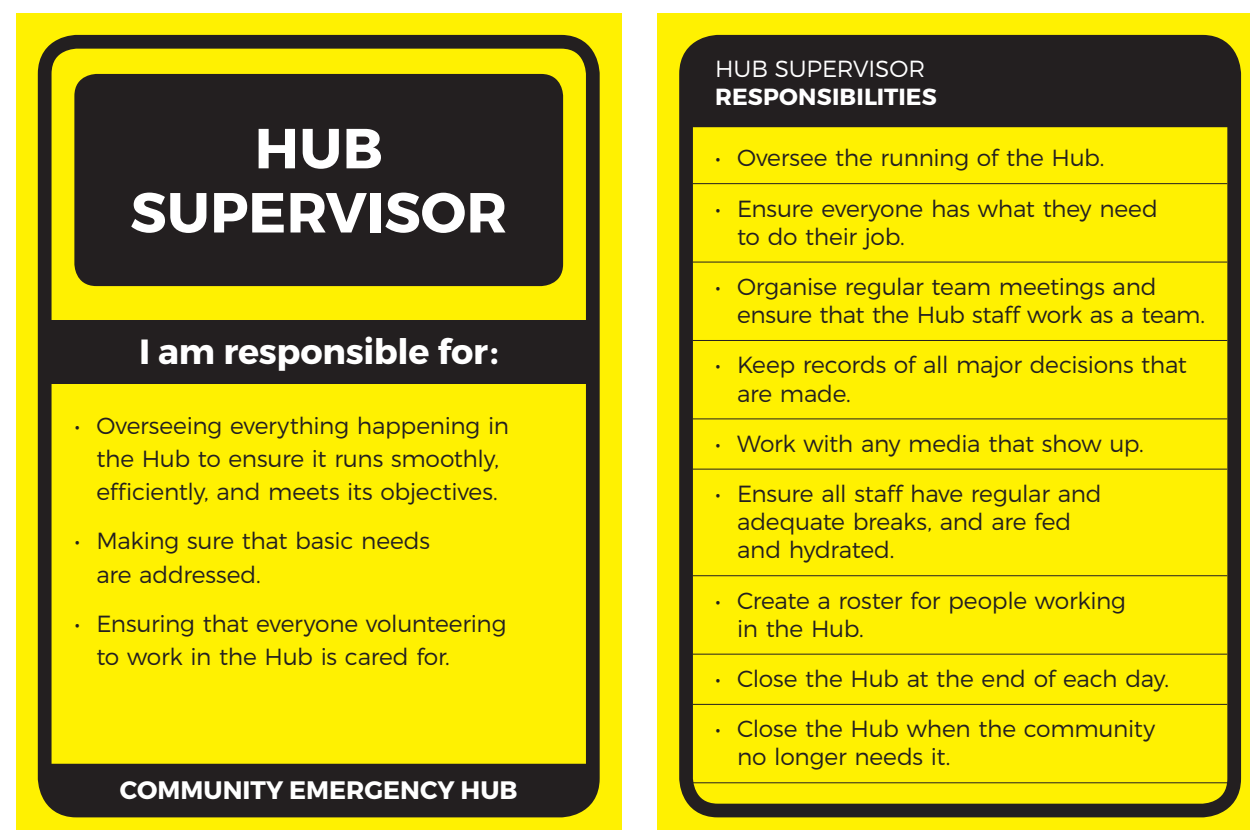 HUB
SUPERVISOR
I am responsible for:
• Overseeing everything happening in
the Hub to ensure it runs smoothly,
efficiently, and meets its objectives.
• Making sure that basic needs
are addressed.
• Ensuring that everyone volunteering
to work in the Hub is cared for.
COMMUNITY EMERGENCY HUB
HUB SUPERVISOR
RESPONSIBILITIES
• Oversee the running of the Hub.
• Ensure everyone has what they need
to do their job.
• Organise regular team meetings and
ensure that the Hub staff work as a team.
• Keep records of all major decisions that
are made.
• Work with any media that show up.
• Ensure all staff have regular and
adequate breaks, and are fed
and hydrated.
• Create a roster for people working
in the Hub.
• Close the Hub at the end of each day.
• Close the Hub when the community
no longer needs it.